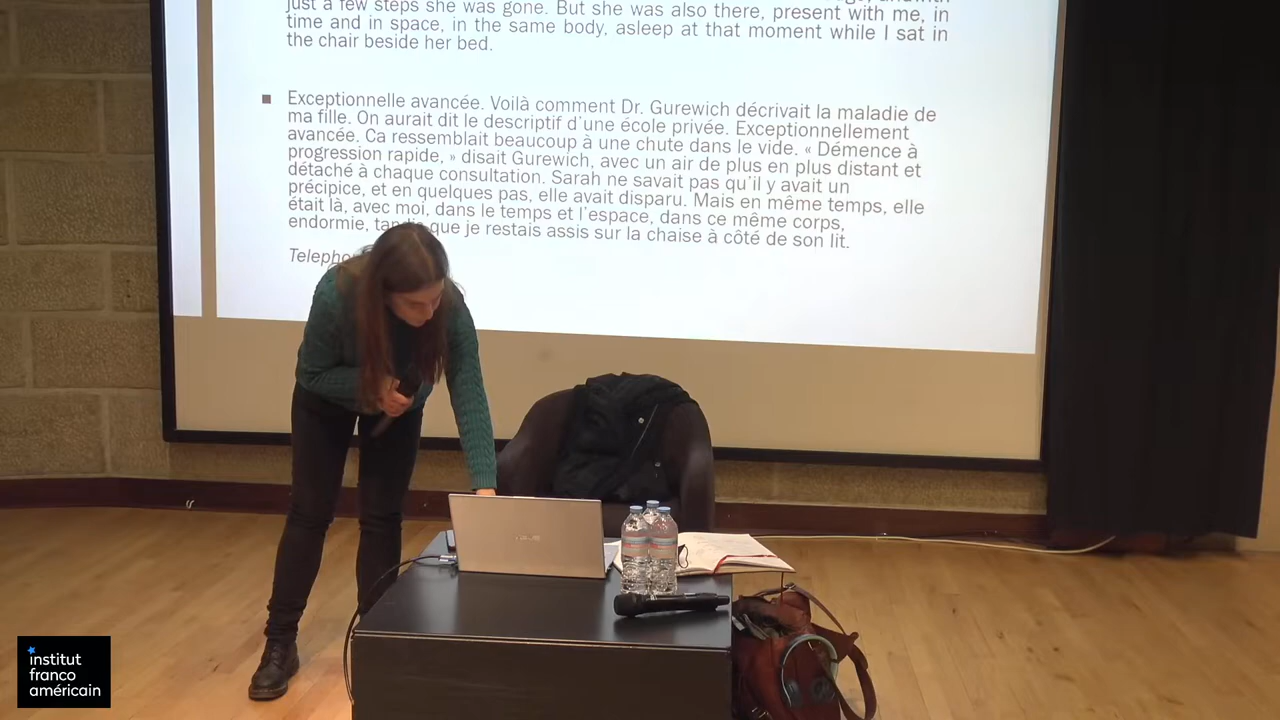 just a few steps she was gone. But she was also there, present with me, in
time and in space, in the same body, asleep at that moment while I sat in
the chair beside her bed.
Exceptionnelle avancée. Voilà comment Dr. Gurewich décrivait la maladie de
ma fille. On aurait dit le descriptif d'une école privée. Exceptionnellement
avancée. Ca ressemblait beaucoup à une chute dans le vide. « Démence à
progression rapide, » disait Gurewich, avec un air de plus en plus distant et
détaché à chaque consultation. Sarah ne savait pas qu'il y avait un
précipice, et en quelques pas, elle avait disparu. Mais en même temps, elle
était là, avec moi, dans le temps et l'espace, dans ce même corps,
endormie, que je restais assis sur la chaise à côté de son lit.
institut
franco
américain